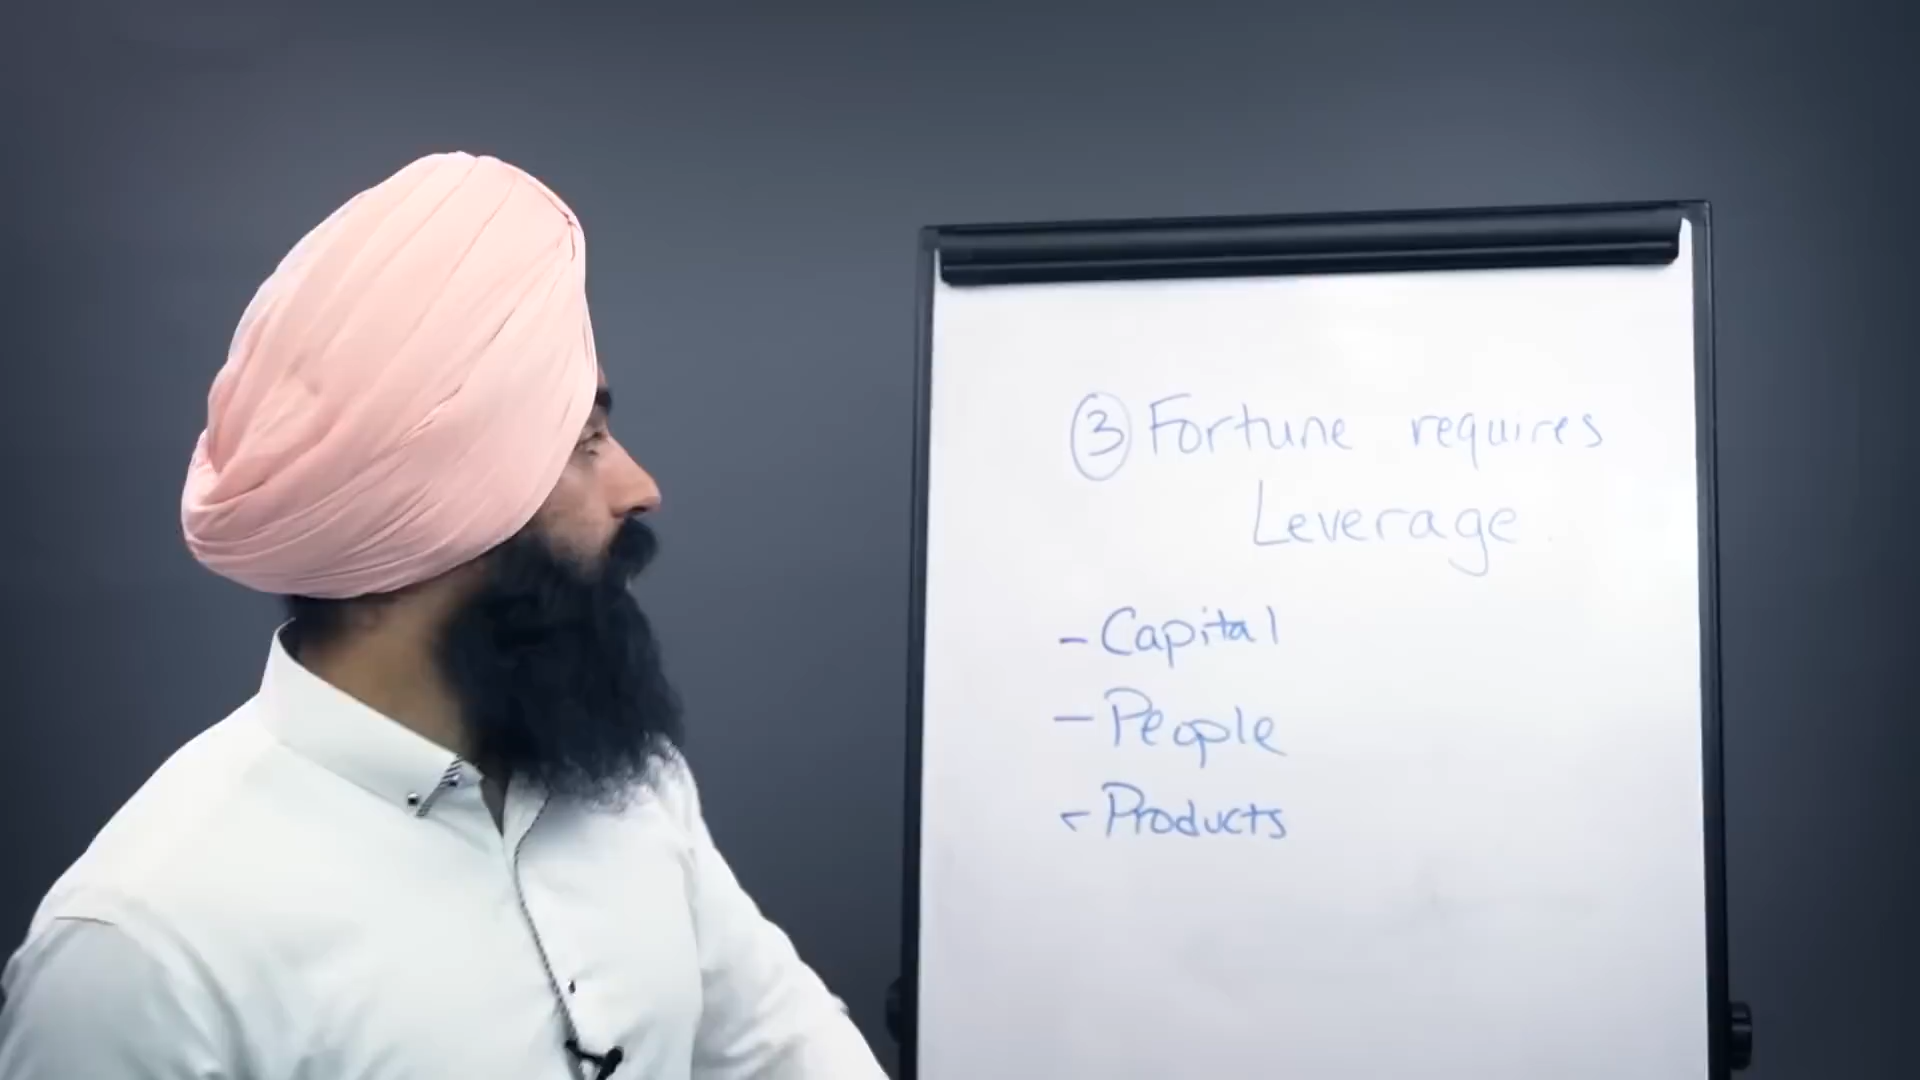 ③ Fortune requires
Leverage
- Capital
- People
- Products